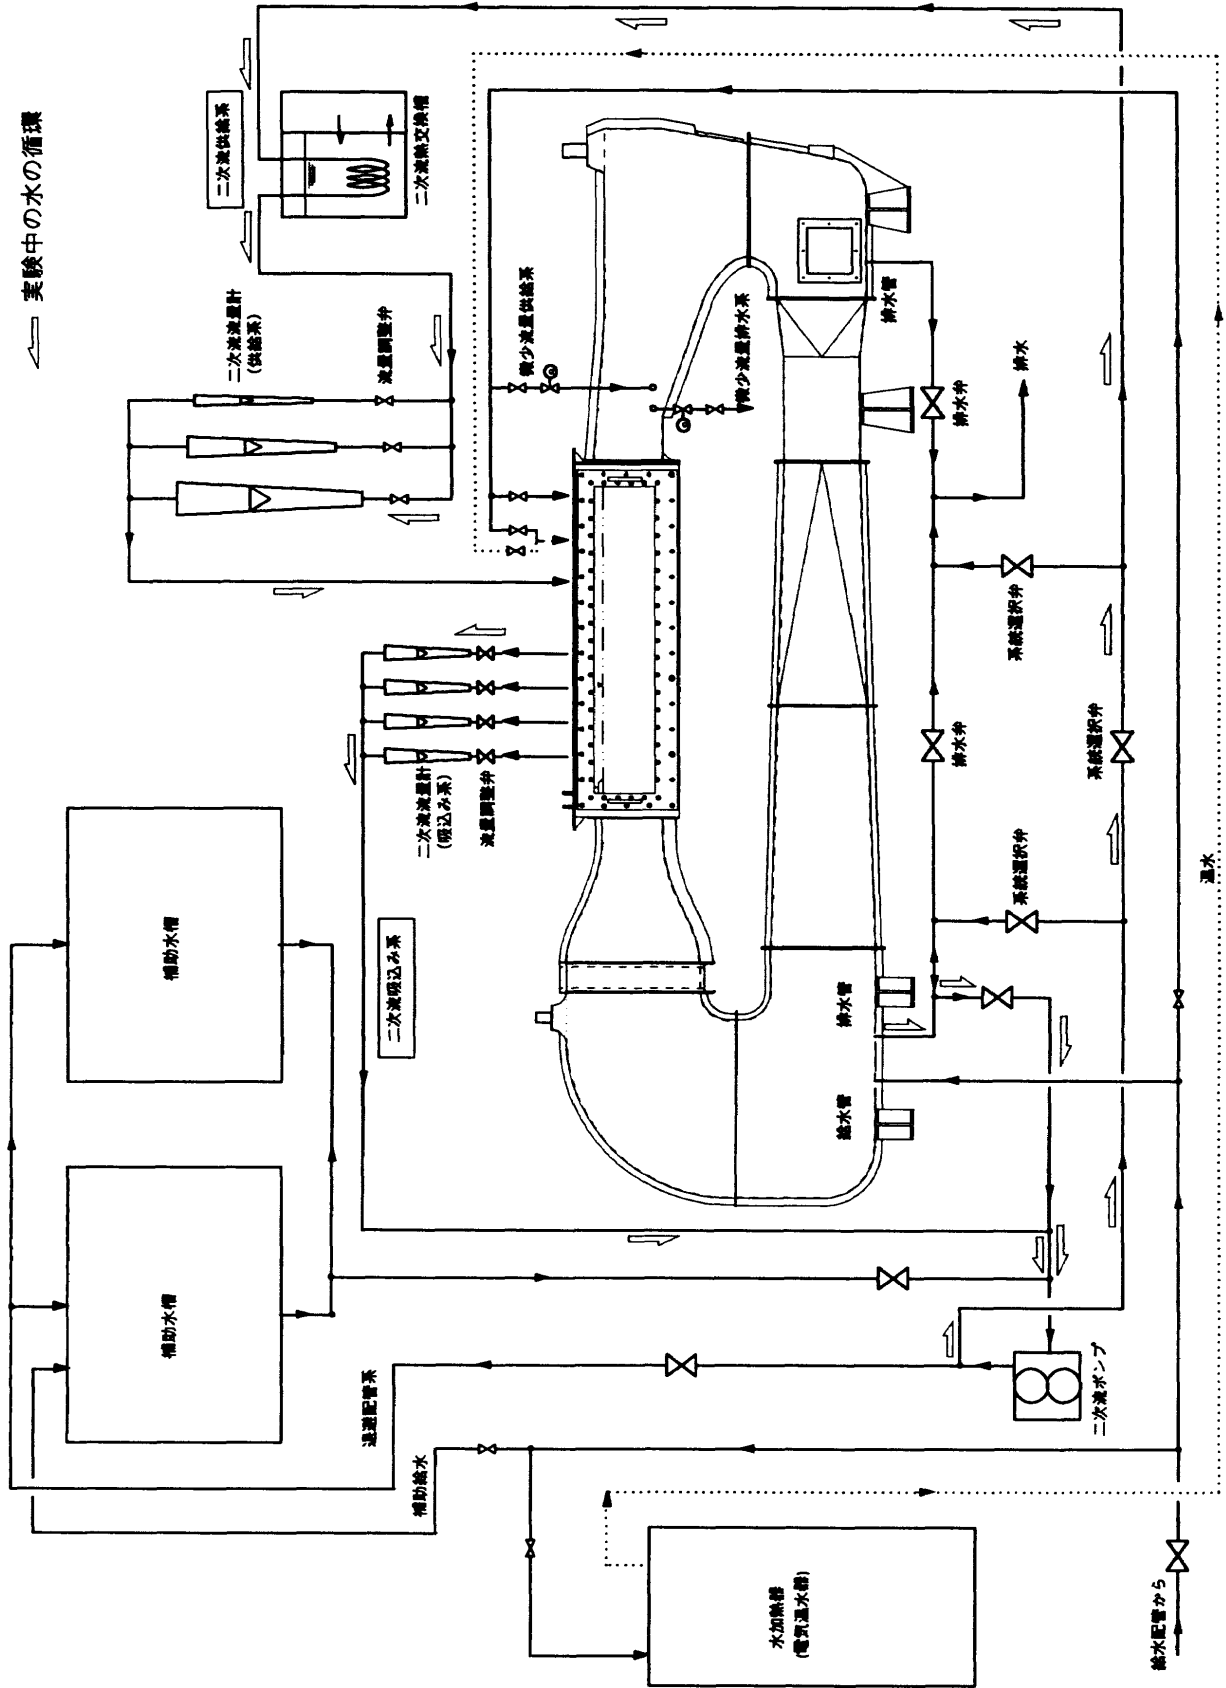 実験中の水の循環
二次流供給系
二次流熱交換槽
二次流流量計
(供給系)
流量調整弁
微少流量供給系
微少流量排水系
排水管
排水弁
排水
系統選択弁
二次流流量計
(吸込み系)
流量調整弁
二次流吸込み系
排水弁
系統選択弁
系統選択弁
温水
補助水槽
補助水槽
排水管
給水管
退避配管系
補助給水
二次流ポンプ
水加熱器
(電気温水器)
給水配管から